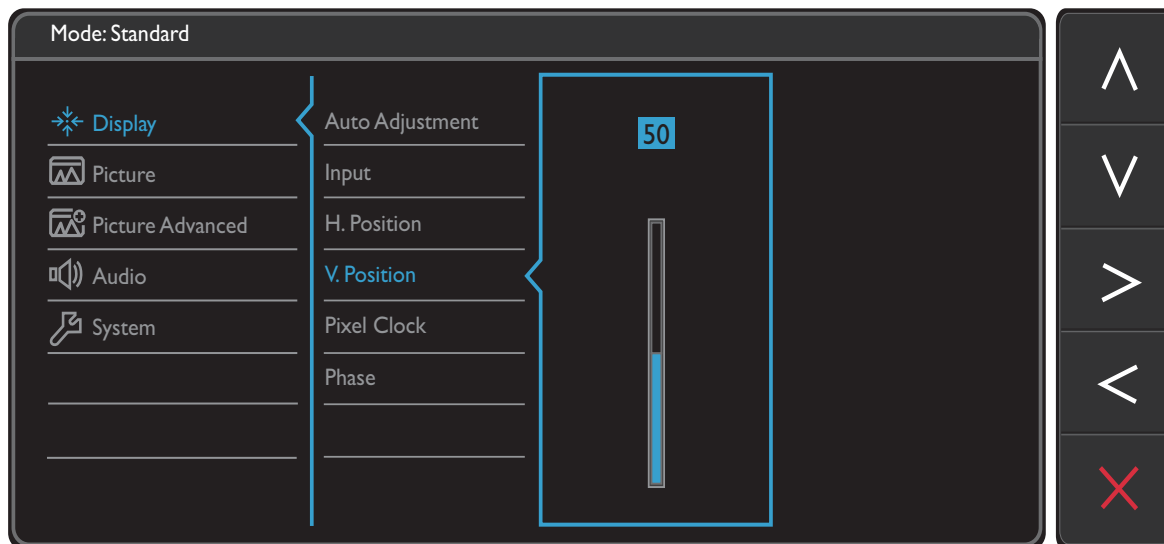 Mode: Standard
Display
Picture
Picture Advanced
Audio
System
Auto Adjustment
Input
H. Position
V. Position
Pixel Clock
Phase
50